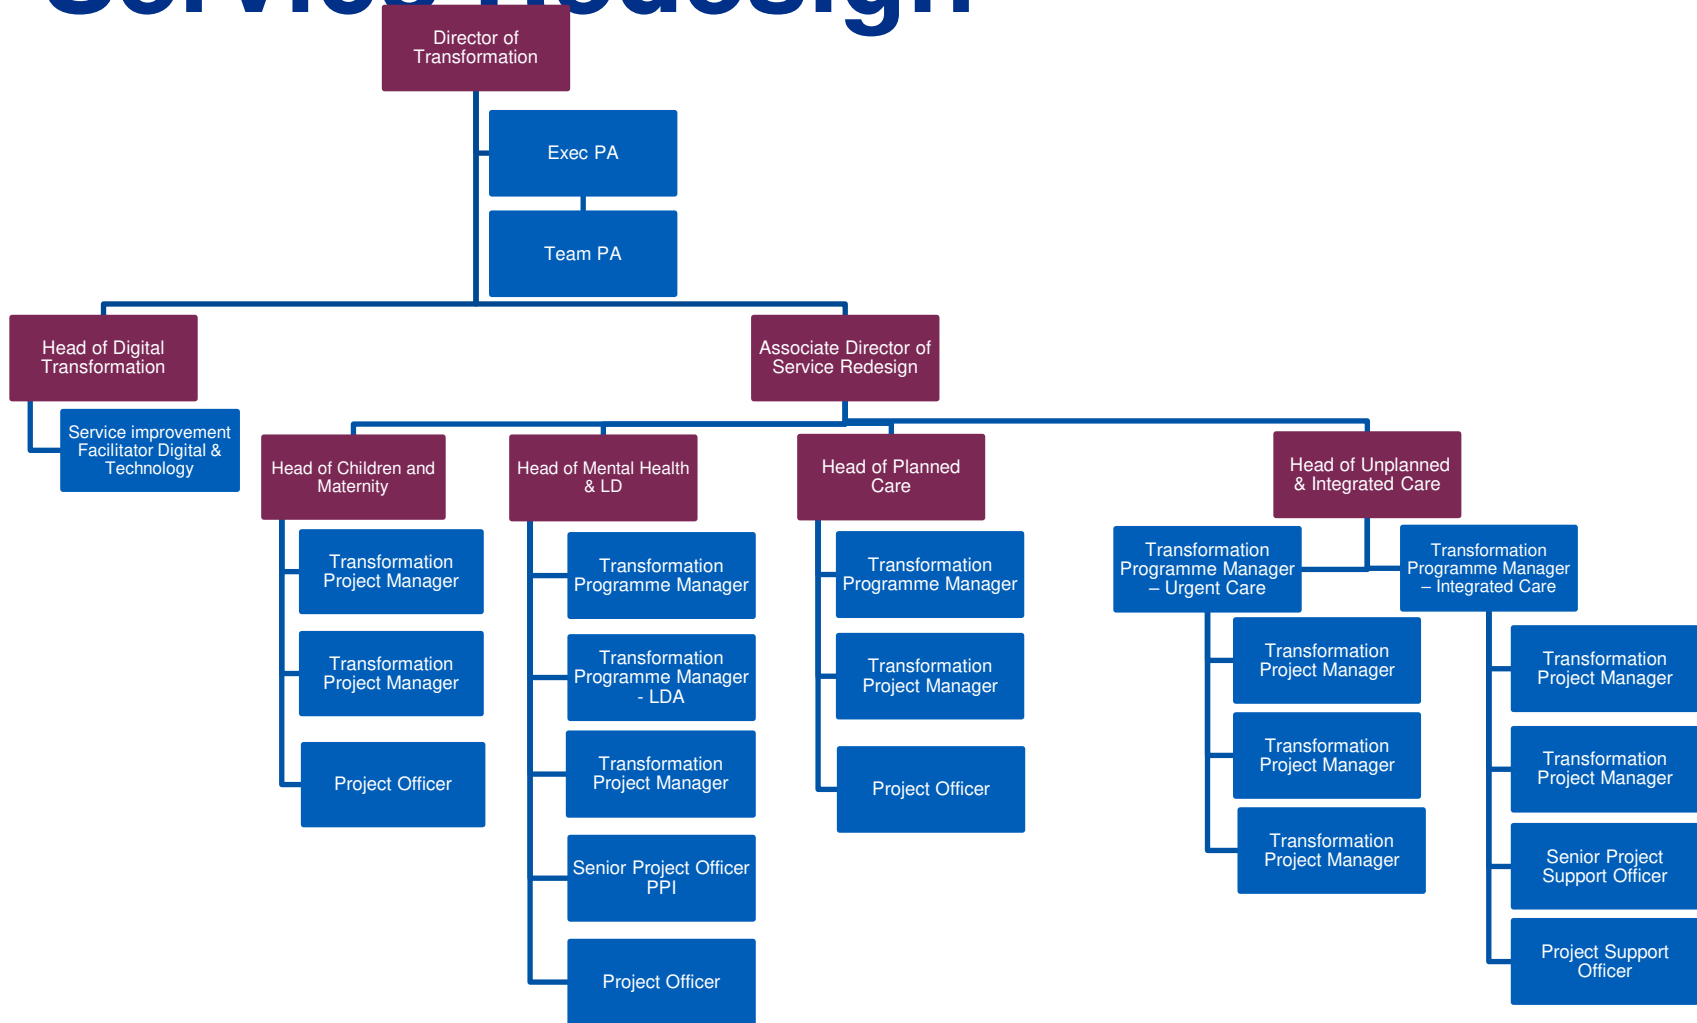 Service Redesign
Director of
Transformation
Exec PA
Team PA
Head of Digital
Transformation
Associate Director of
Service Redesign
Service improvement
Facilitator Digital &
Technology
Head of Children and
Maternity
Head of Mental Health
& LD
Head of Planned
Care
Head of Unplanned
& Integrated Care
Transformation
Project Manager
Transformation
Project Manager
Project Officer
Transformation
Programme Manager
Transformation
Programme Manager
- LDA
Transformation
Project Manager
Senior Project Officer
PPI
Project Officer
Transformation
Programme Manager
Transformation
Project Manager
Project Officer
Transformation
Programme Manager
– Urgent Care
Transformation
Project Manager
Transformation
Project Manager
Transformation
Project Manager
Transformation
Programme Manager
– Integrated Care
Transformation
Project Manager
Transformation
Project Manager
Senior Project
Support Officer
Project Support
Officer